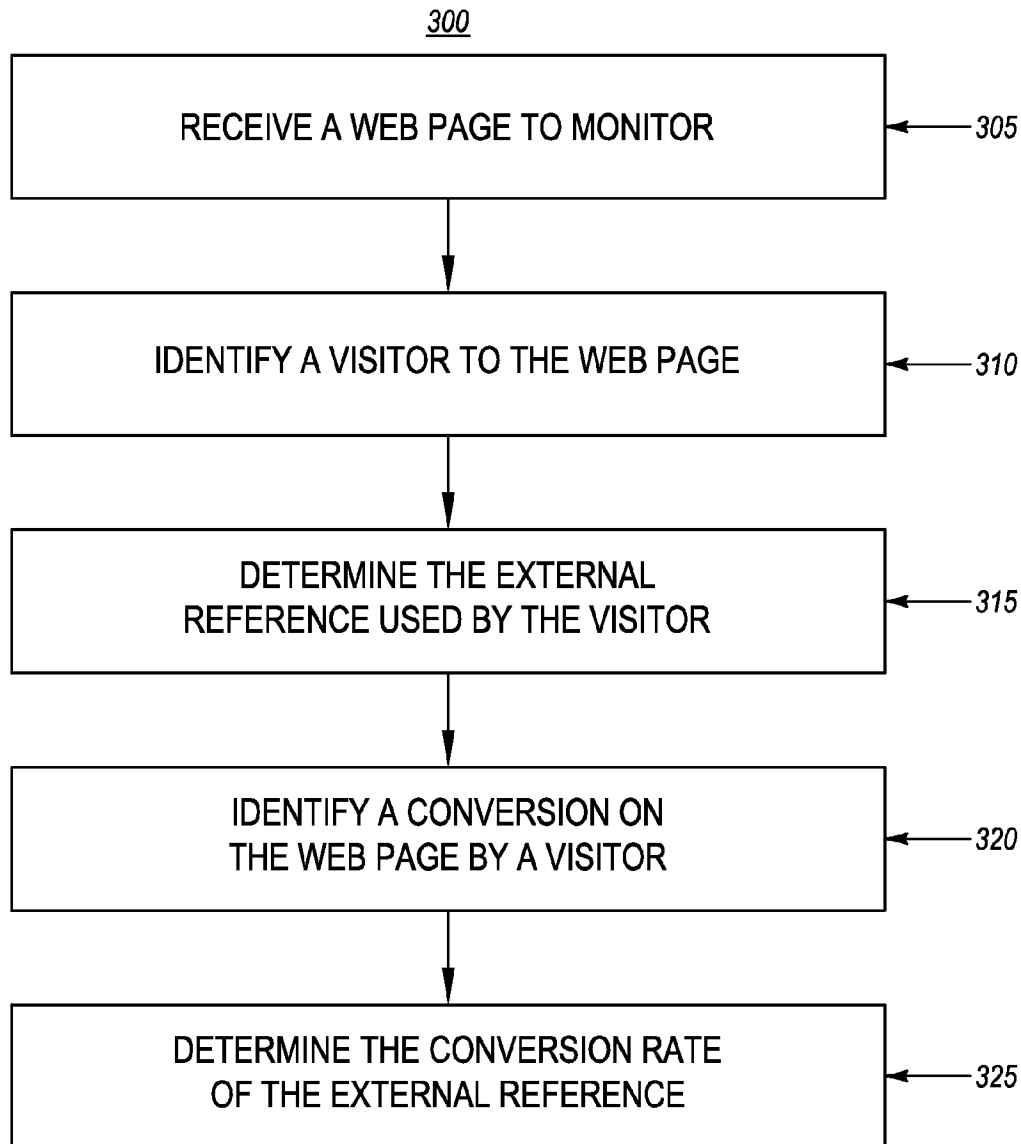 300
RECEIVE A WEB PAGE TO MONITOR
305
IDENTIFY A VISITOR TO THE WEB PAGE
310
DETERMINE THE EXTERNAL
REFERENCE USED BY THE VISITOR
315
IDENTIFY A CONVERSION ON
THE WEB PAGE BY A VISITOR
320
DETERMINE THE CONVERSION RATE
OF THE EXTERNAL REFERENCE
325